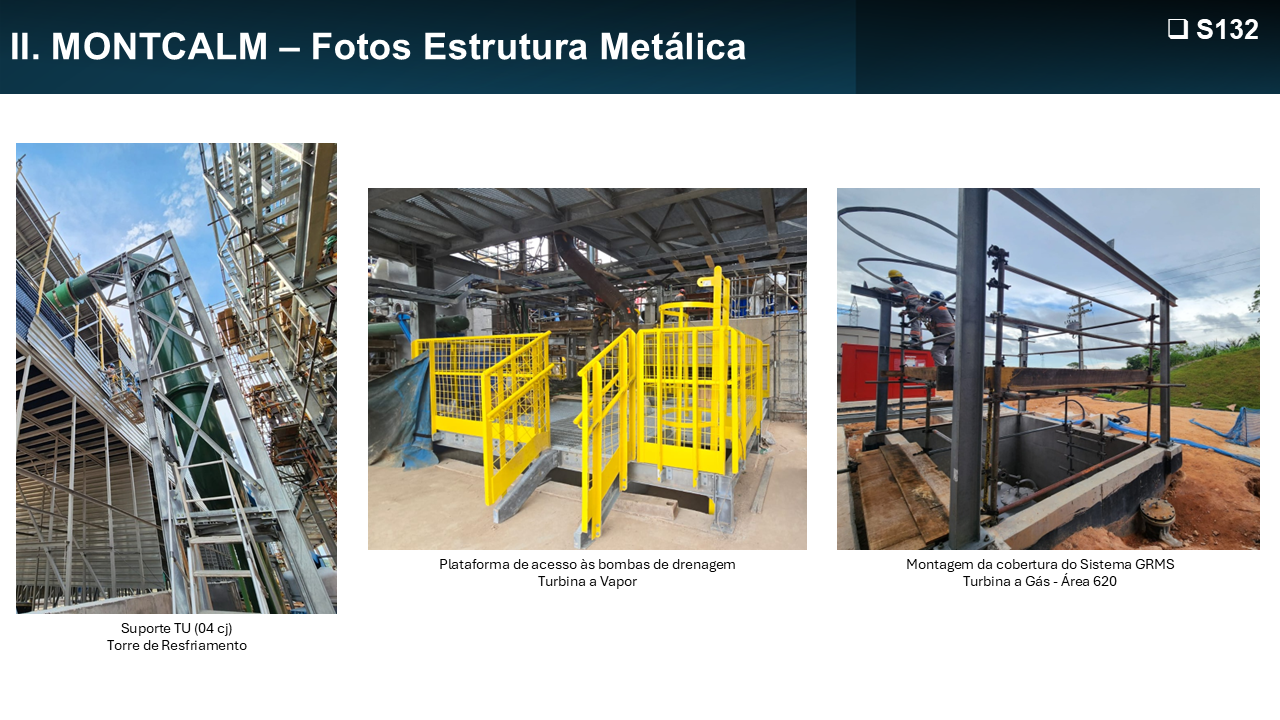 II. MONTCALM – Fotos Estrutura Metálica
❑ S132
Suporte TU (04 cj)
Torre de Resfriamento
Plataforma de acesso às bombas de drenagem
Turbina a Vapor
Montagem da cobertura do Sistema GRMS
Turbina a Gás - Área 620